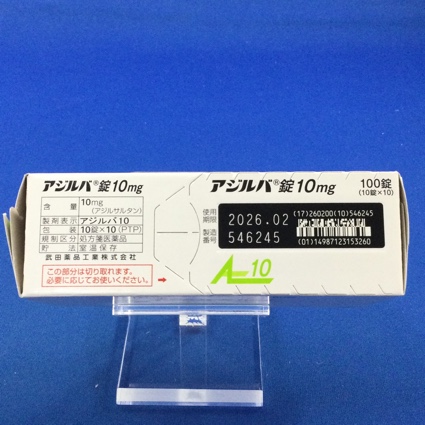 アジルバ®錠10mg
含量 10mg
(アジルサルタン)
製剤表示 アジルバ10
包装 10錠×10(PTP)
規制区分 処方箋医薬品
貯法 室温保存
武田薬品工業株式会社
この部分は切り取れます。
必要に応じてお使いください。→
アジルバ®錠10mg 100錠
(10錠×10)
使用期限 2026.02
製造番号 546245
(17)260200(10)546245
(01)14987123153260
A 10